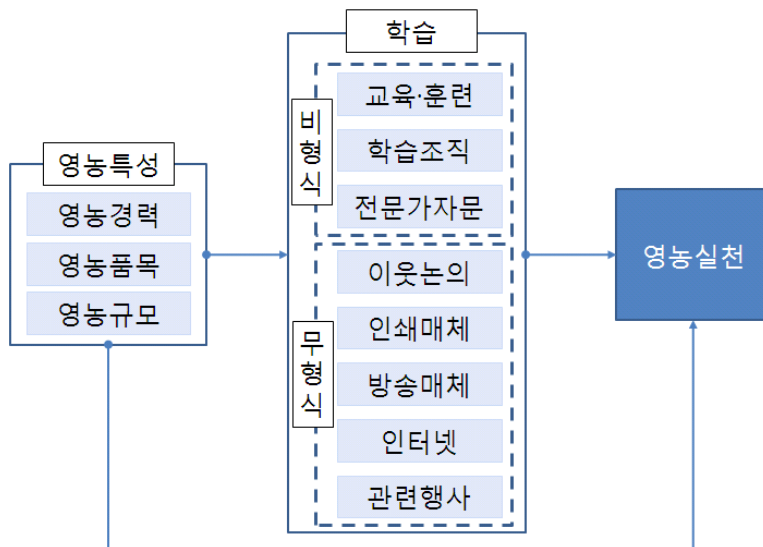 학습
비형식
교육·훈련
학습조직
전문가자문
영농특성
영농경력
영농품목
영농규모
무형식
이웃논의
인쇄매체
방송매체
인터넷
관련행사
영농실천